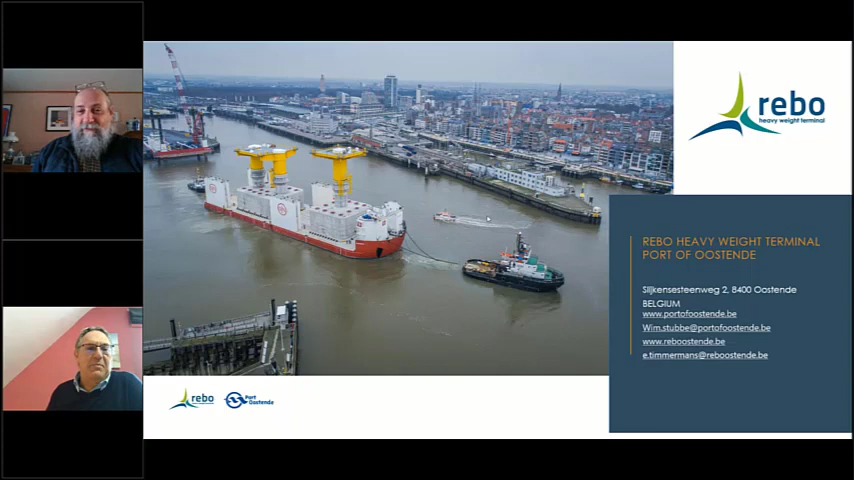 rebo
heavy weight terminal
REBO HEAVY WEIGHT TERMINAL
PORT OF OOSTENDE
Slijkensesteenweg 2, 8400 Oostende
BELGIUM
www.portofoostende.be
Wim.stubbe@portofoostende.be
www.reboostende.be
e.timmermans@reboostende.be
rebo
Port
Oostende